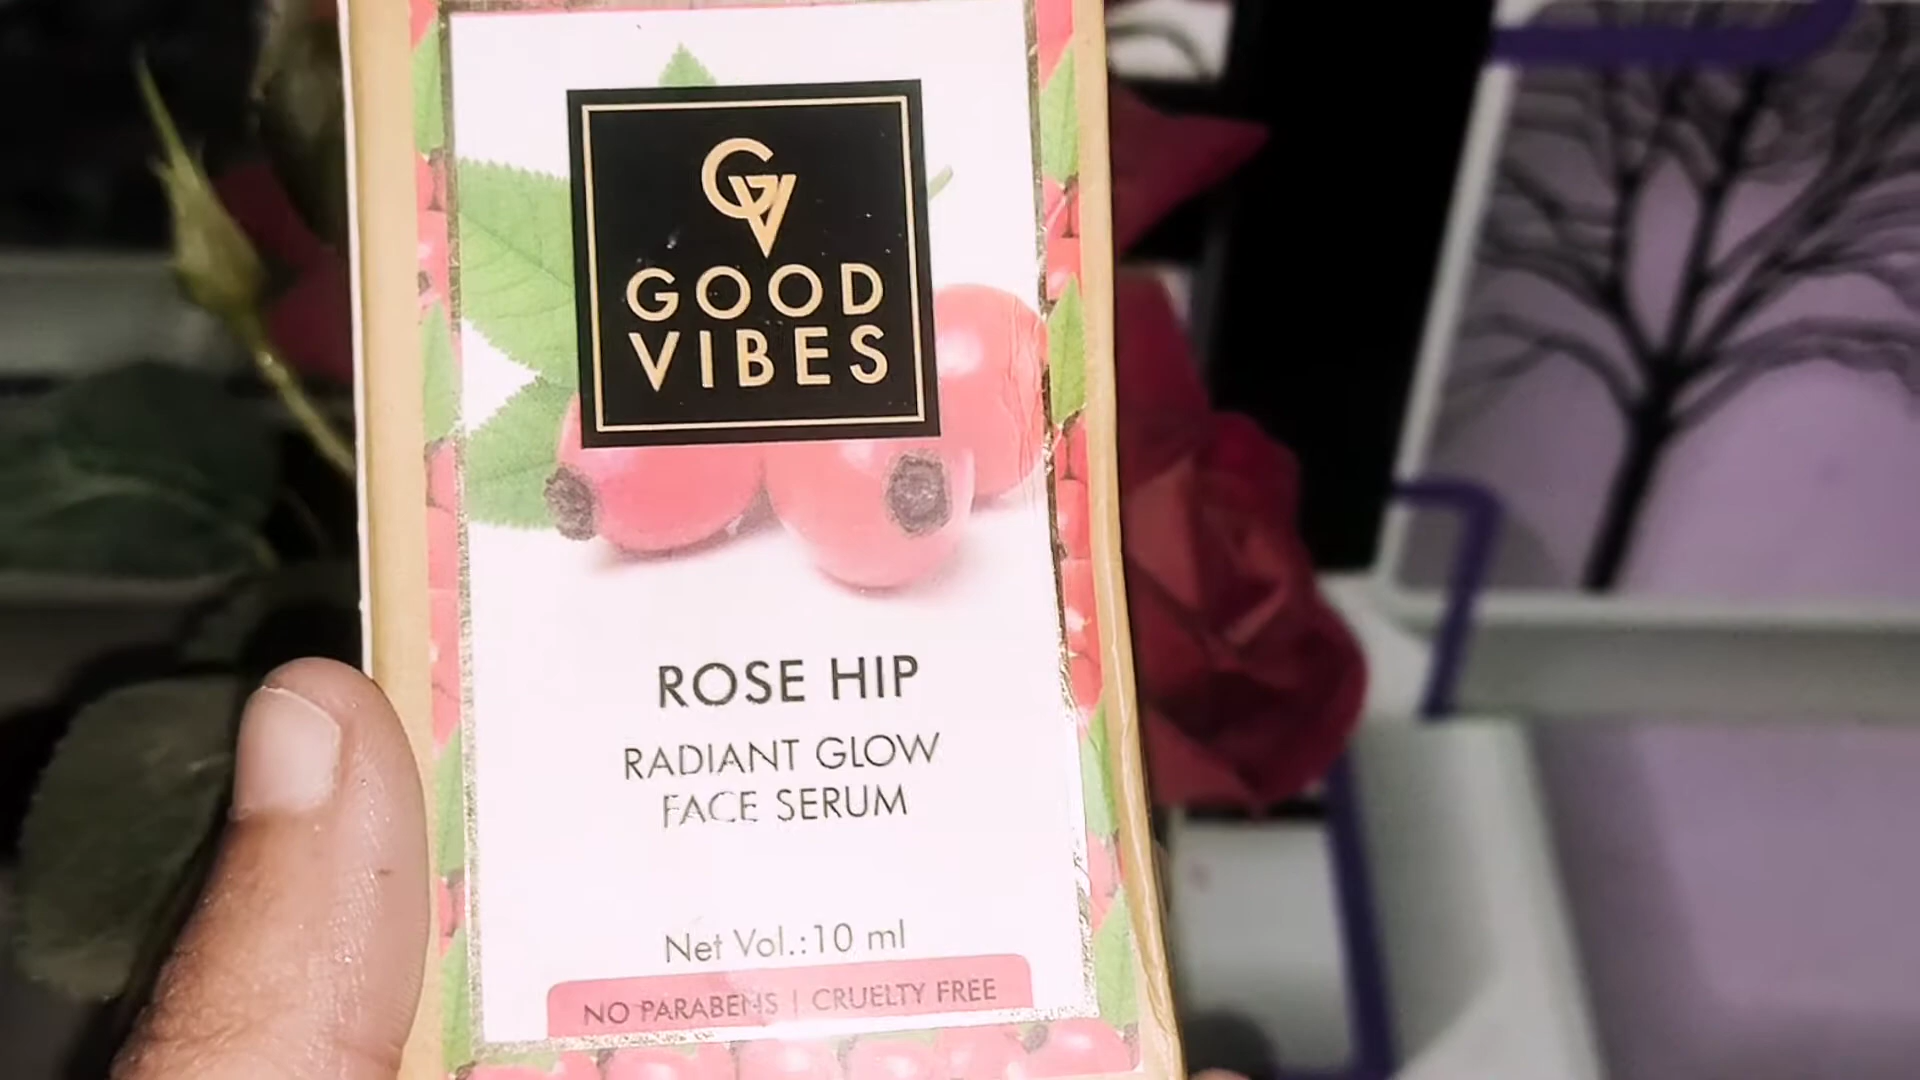 GV
GOOD
VIBES
ROSE HIP
RADIANT GLOW
FACE SERUM
Net Vol.:10 ml
NO PARABENS | CRUELTY FREE